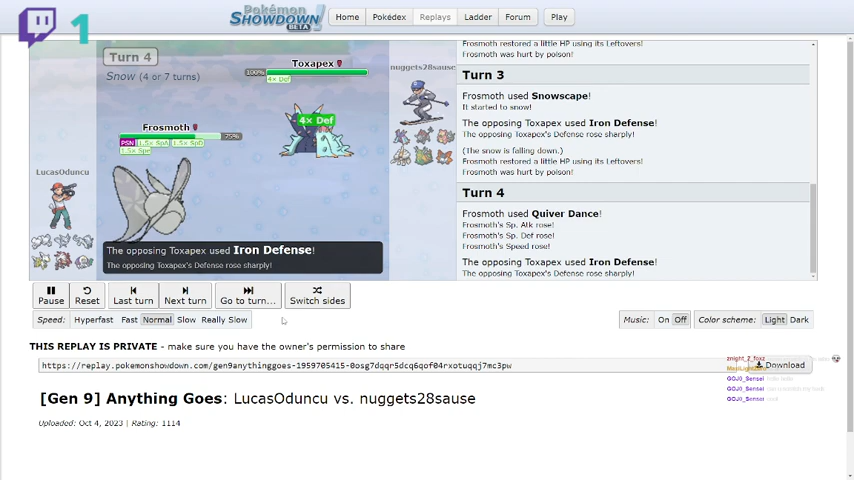 1
Pokémon
SHOWDOWN
BETA
Home
Pokédex
Replays
Ladder
Forum
Play
Turn 4
Snow (4 or 7 turns)
Toxapex
100%
4x Def
4x Def
nuggets28sause
Frosmoth
75%
PSN
1.5x SpA
1.5x SpD
1.5x Spe
LucasOduncu
The opposing Toxapex used Iron Defense!
The opposing Toxapex's Defense rose sharply!
Frosmoth restored a little HP using its Leftovers!
Frosmoth was hurt by poison!
Turn 3
Frosmoth used Snowscape!
It started to snow!
The opposing Toxapex used Iron Defense!
The opposing Toxapex's Defense rose sharply!
(The snow is falling down.)
Frosmoth restored a little HP using its Leftovers!
Frosmoth was hurt by poison!
Turn 4
Frosmoth used Quiver Dance!
Frosmoth's Sp. Atk rose!
Frosmoth's Sp. Def rose!
Frosmoth's Speed rose!
The opposing Toxapex used Iron Defense!
The opposing Toxapex's Defense rose sharply!
Pause
Reset
Last turn
Next turn
Go to turn...
Switch sides
Speed: Hyperfast Fast Normal Slow Really Slow
Music: On Off
Color scheme: Light Dark
THIS REPLAY IS PRIVATE - make sure you have the owner's permission to share
https://replay.pokemonshowdown.com/gen9anythinggoes-1959705415-0osg7dqqr5dcq6qof04rxotuqqj7mc3pw
Download
[Gen 9] Anything Goes: LucasOduncu vs. nuggets28sause
Uploaded: Oct 4, 2023 | Rating: 1114
GOJO_Sensei
GOJO_Sensei
GOJO_Sensei